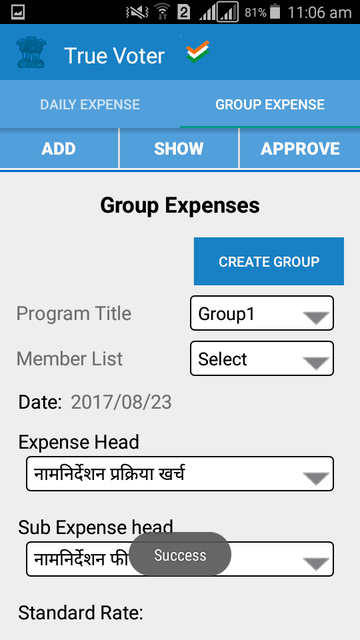 2 81% 11:06 am
True Voter
DAILY EXPENSE GROUP EXPENSE
ADD SHOW APPROVE
Group Expenses
CREATE GROUP
Program Title Group1
Member List Select
Date: 2017/08/23
Expense Head
नामनिर्देशन प्रक्रिया खर्च
Sub Expense head
नामनिर्देशन फी
Success
Standard Rate: